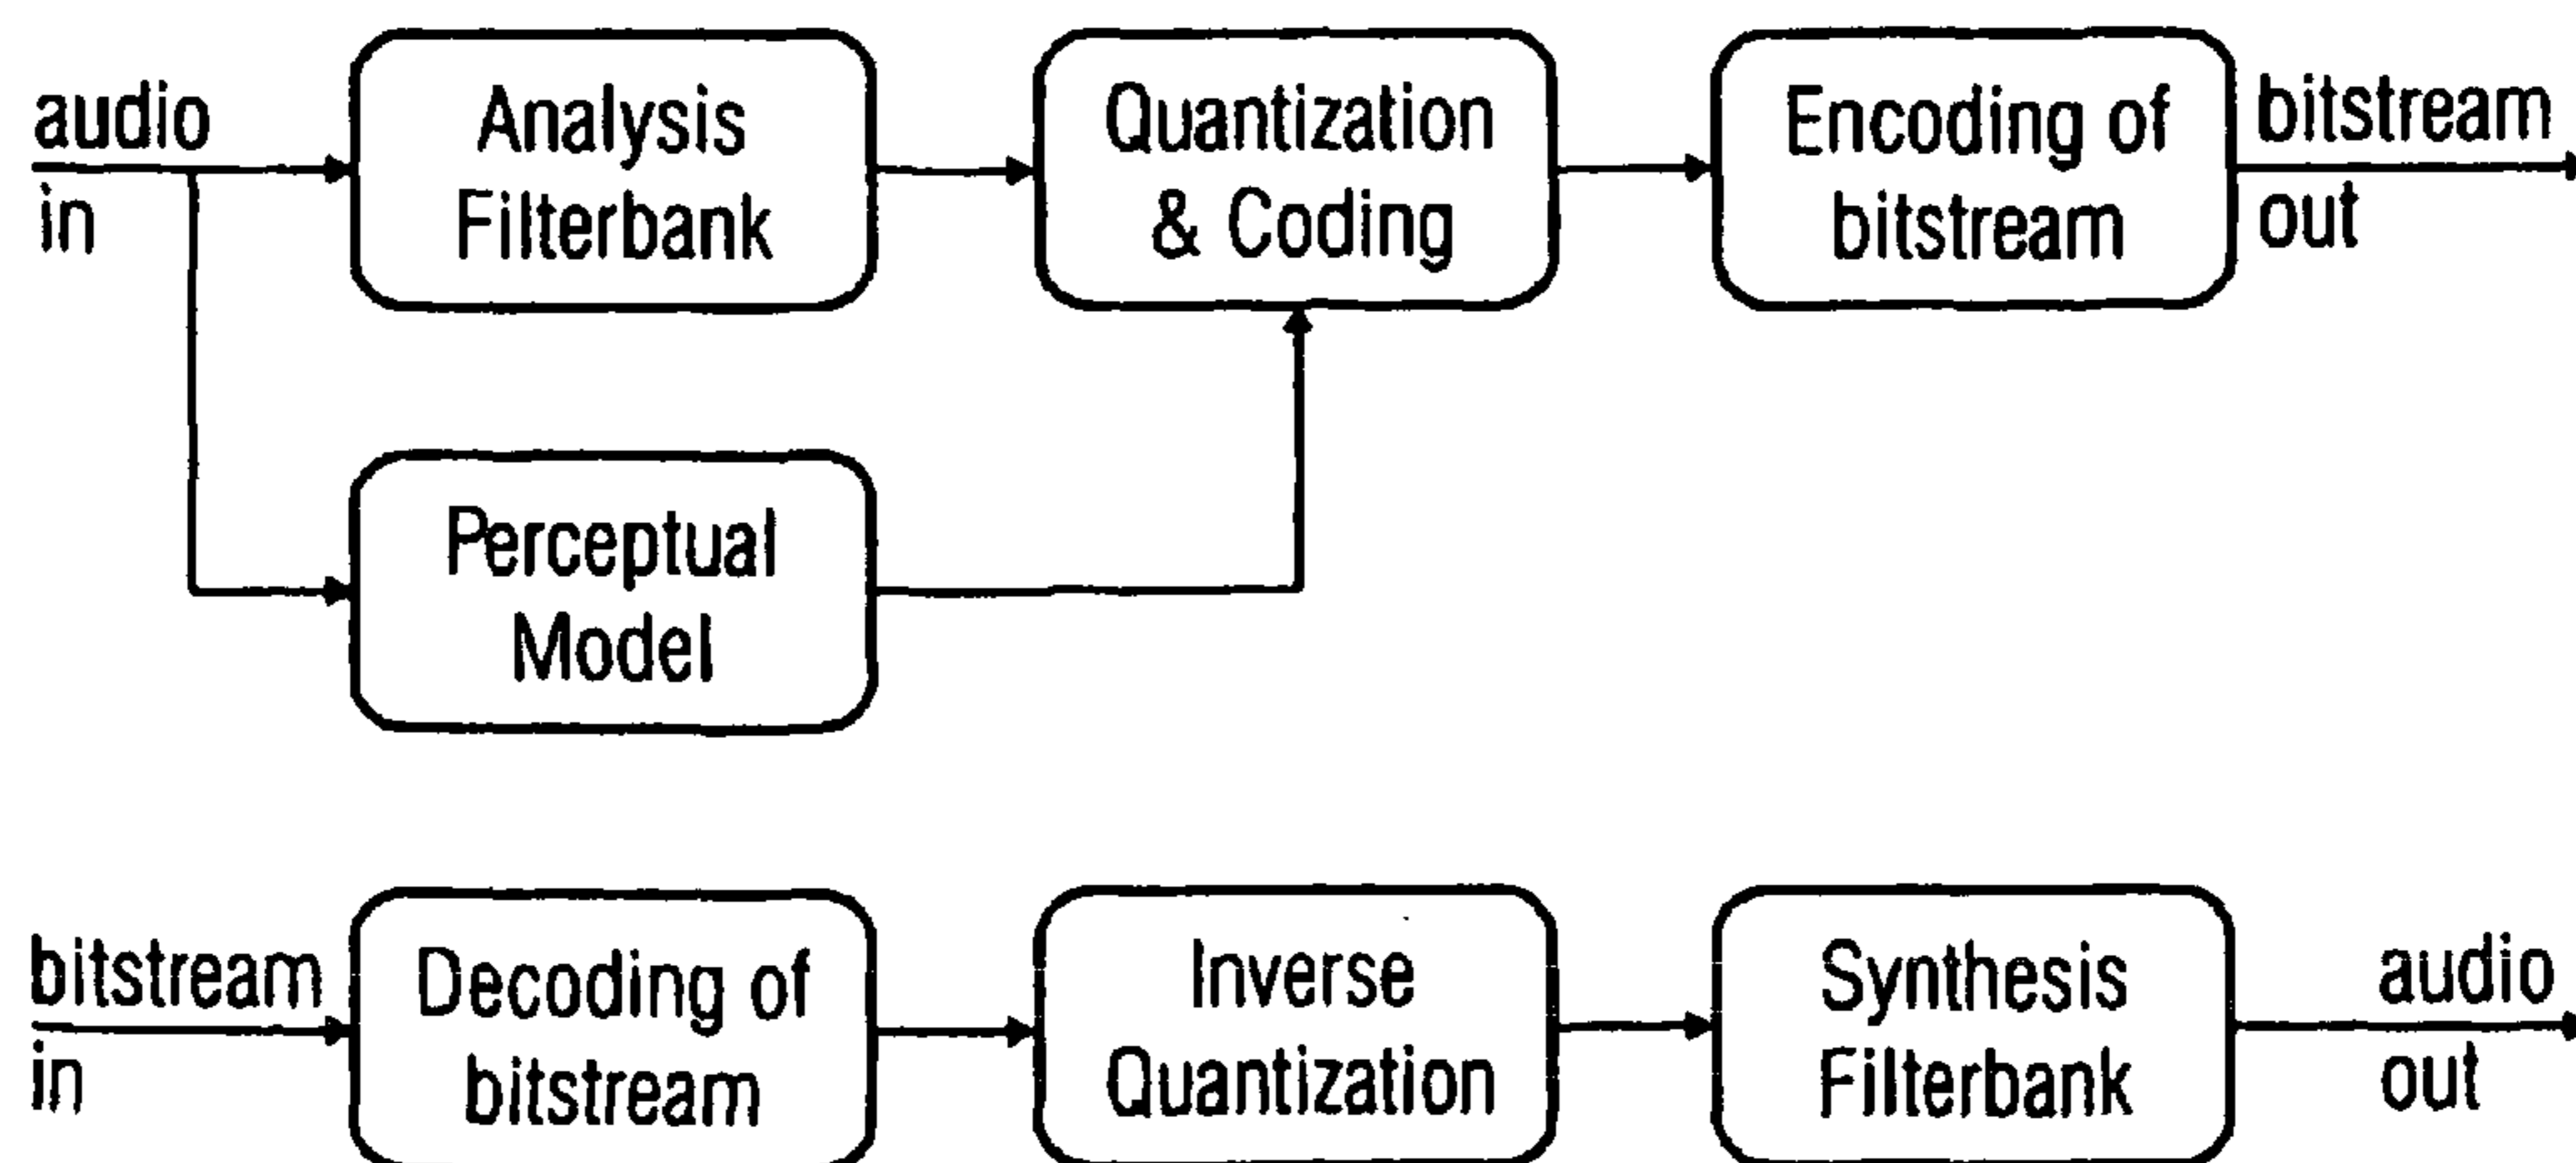 audio
in
Analysis
Filterbank
Quantization
& Coding
Encoding of
bitstream
bitstream
out
Perceptual
Model
bitstream
in
Decoding of
bitstream
Inverse
Quantization
Synthesis
Filterbank
audio
out